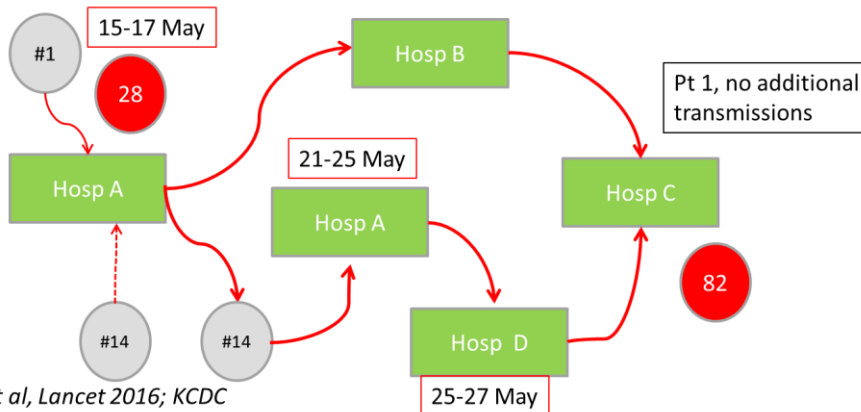 #1
15-17 May
28
Hosp A
Hosp B
Pt 1, no additional
transmissions
21-25 May
Hosp A
Hosp C
82
#14
#14
Hosp D
25-27 May
et al, Lancet 2016; KCDC